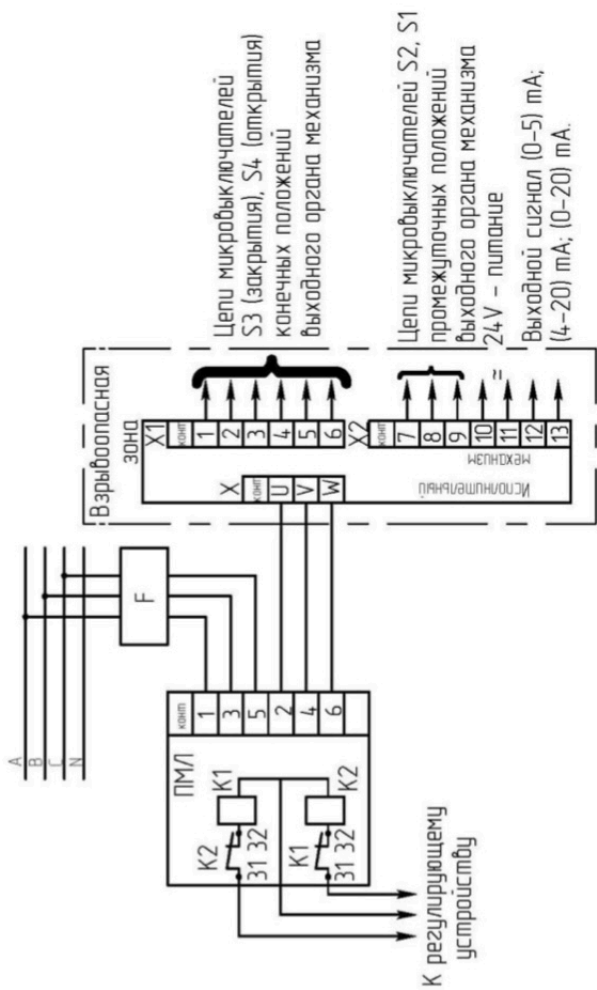 A
B
C
N
F
ПМЛ
конт
1
3
5
2
4
6
K2
31 32
K1
K1
31 32
K2
К регулирующему
устройству
Взрывоопасная
зона
X
конт
U
V
W
X1
конт
1
2
3
4
5
6
X2
конт
7
8
9
10
11
12
13
Исполнительный
механизм
≈
Цепи микровыключателей
S3 (закрытия), S4 (открытия)
конечных положений
выходного органа механизма
Цепи микровыключателей S2, S1
промежуточных положений
выходного органа механизма
24V – питание
Выходной сигнал (0–5) mA;
(4–20) mA; (0–20) mA.